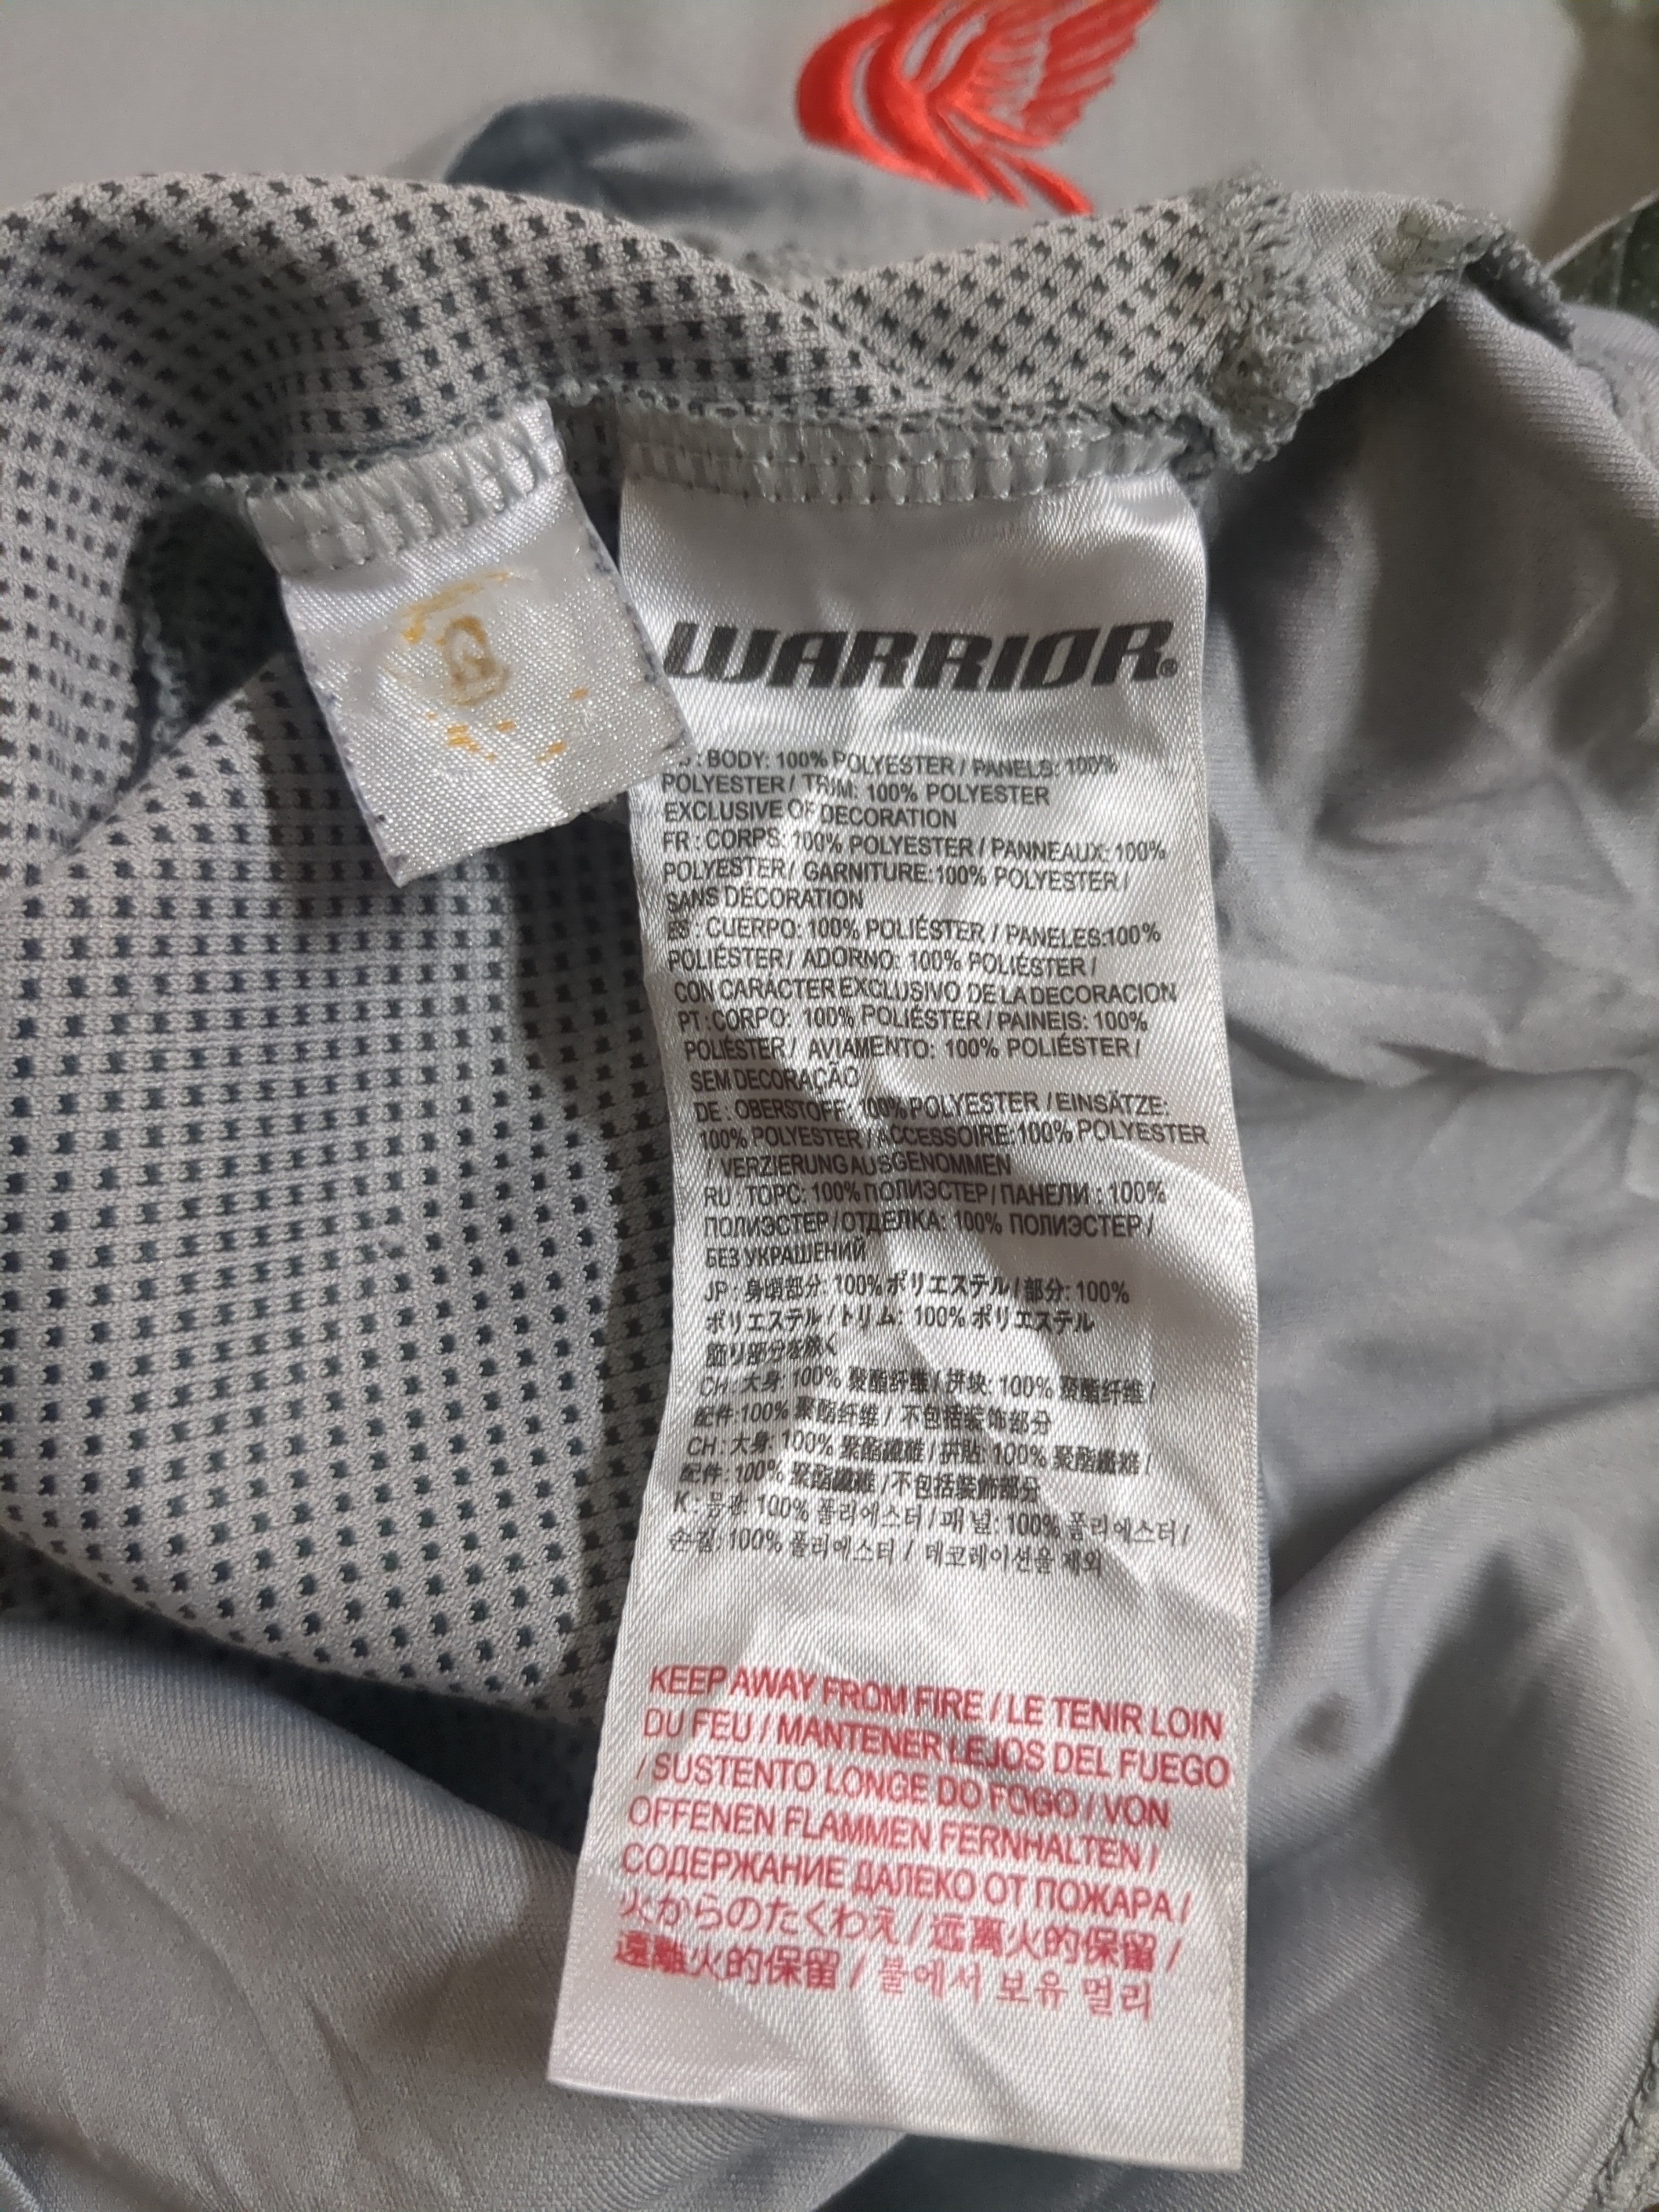 WARRIOR®
: BODY: 100% POLYESTER / PANELS: 100%
POLYESTER / TRIM: 100% POLYESTER
EXCLUSIVE OF DECORATION
FR : CORPS: 100% POLYESTER / PANNEAUX: 100%
POLYESTER / GARNITURE: 100% POLYESTER /
SANS DÉCORATION
ES : CUERPO: 100% POLIÉSTER / PANELES:100%
POLIÉSTER / ADORNO: 100% POLIÉSTER /
CON CARÁCTER EXCLUSIVO DE LA DECORACION
PT : CORPO: 100% POLIÉSTER / PAINEIS: 100%
POLIÉSTER / AVIAMENTO: 100% POLIÉSTER /
SEM DECORAÇÃO
DE : OBERSTOFF: 100% POLYESTER / EINSÄTZE:
100% POLYESTER / ACCESSOIRE: 100% POLYESTER
/ VERZIERUNG AUSGENOMMEN
RU : ТОРС: 100% ПОЛИЭСТЕР / ПАНЕЛИ : 100%
ПОЛИЭСТЕР / ОТДЕЛКА: 100% ПОЛИЭСТЕР /
БЕЗ УКРАШЕНИЙ
JP : 身頃部分: 100% ポリエステル / 部分: 100%
ポリエステル / トリム: 100% ポリエステル
飾り部分を除く
CH: 大身: 100% 聚酯纤维 / 拼块: 100% 聚酯纤维 /
配件: 100% 聚酯纤维 / 不包括装饰部分
CH : 大身: 100% 聚酯纖維 / 拼貼: 100% 聚酯纖維 /
配件: 100% 聚酯纖維 / 不包括裝飾部分
K : 몸판: 100% 폴리에스터 / 패널: 100% 폴리에스터 /
손질: 100% 폴리에스터 / 데코레이션을 제외
KEEP AWAY FROM FIRE / LE TENIR LOIN
DU FEU / MANTENER LEJOS DEL FUEGO
/ SUSTENTO LONGE DO FOGO / VON
OFFENEN FLAMMEN FERNHALTEN /
СОДЕРЖАНИЕ ДАЛЕКО ОТ ПОЖАРА /
火からのたくわえ / 远离火的保留 /
遠離火的保留 / 불에서 보유 멀리